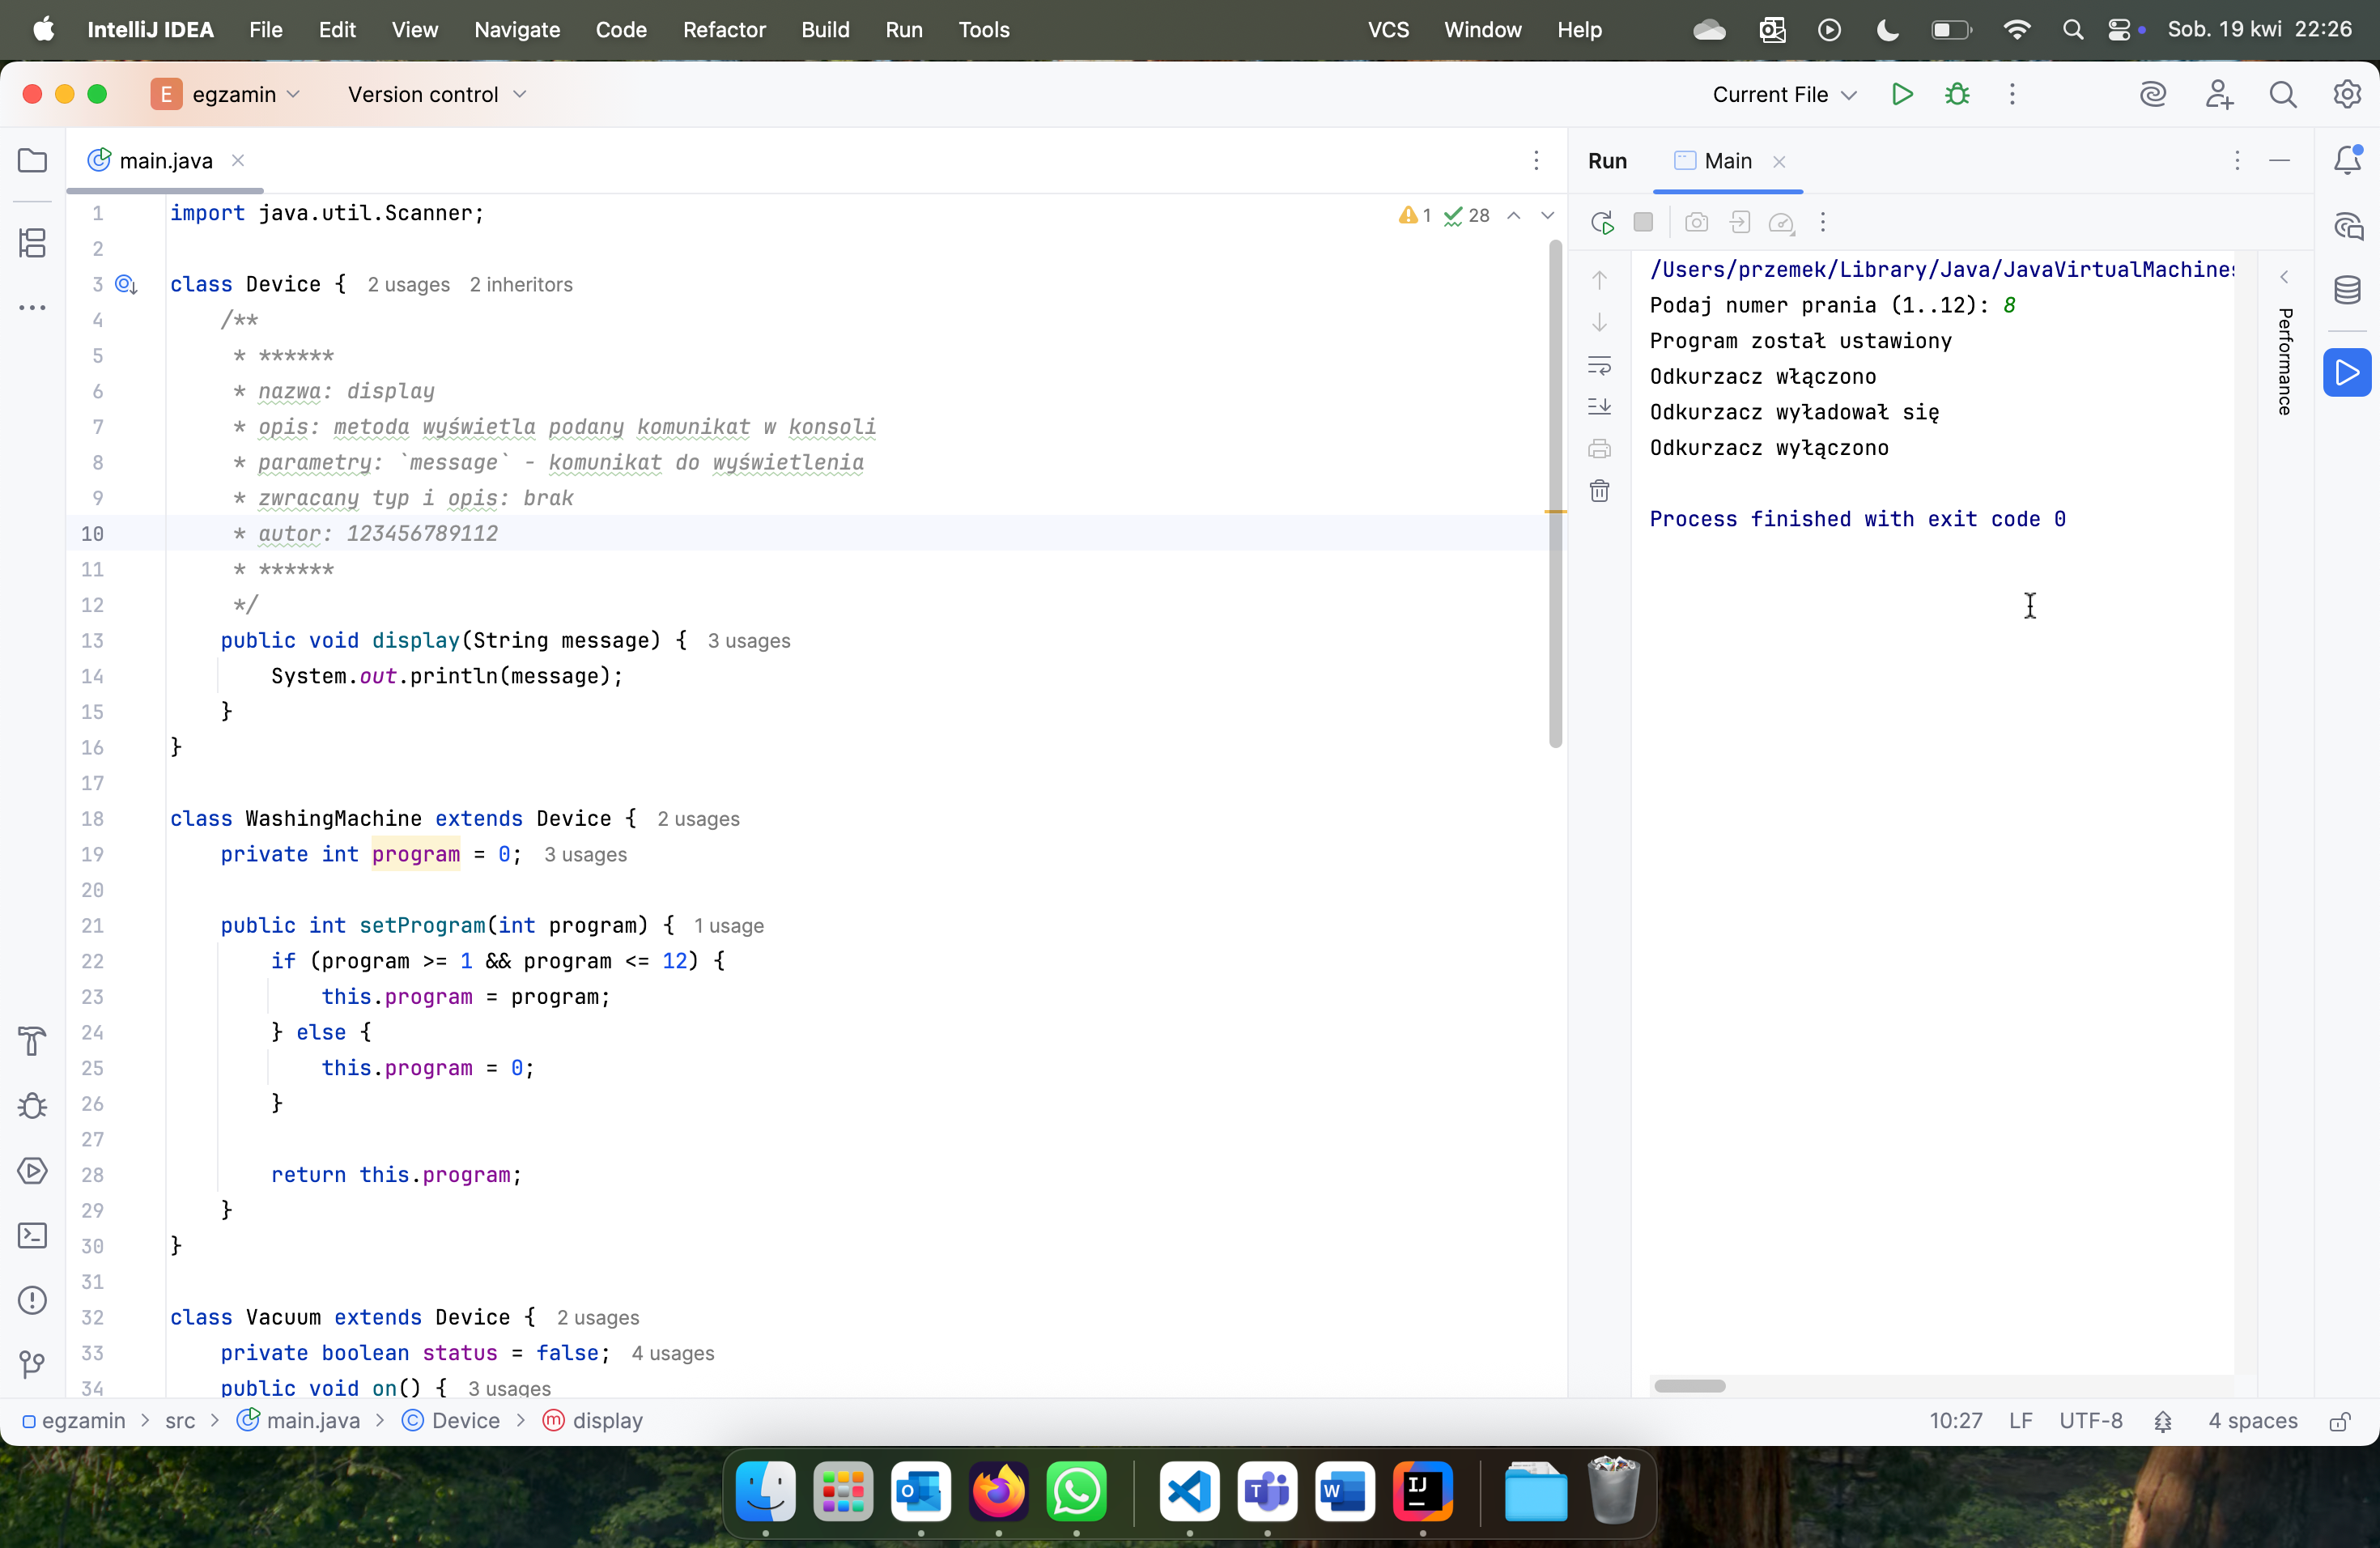 IntelliJ IDEA File Edit View Navigate Code Refactor Build Run Tools VCS Window Help Sob. 19 kwi 22:26
E egzamin Version control Current File
main.java
Run Main
1 import java.util.Scanner;
1 28
2
3 class Device { 2 usages 2 inheritors
4 /**
5 * ******
6 * nazwa: display
7 * opis: metoda wyświetla podany komunikat w konsoli
8 * parametry: `message` - komunikat do wyświetlenia
9 * zwracany typ i opis: brak
10 * autor: 123456789112
11 * ******
12 */
13 public void display(String message) { 3 usages
14 System.out.println(message);
15 }
16 }
17
18 class WashingMachine extends Device { 2 usages
19 private int program = 0; 3 usages
20
21 public int setProgram(int program) { 1 usage
22 if (program >= 1 && program <= 12) {
23 this.program = program;
24 } else {
25 this.program = 0;
26 }
27
28 return this.program;
29 }
30 }
31
32 class Vacuum extends Device { 2 usages
33 private boolean status = false; 4 usages
34 public void on() { 3 usages
/Users/przemek/Library/Java/JavaVirtualMachines
Podaj numer prania (1..12): 8
Program został ustawiony
Odkurzacz włączono
Odkurzacz wyładował się
Odkurzacz wyłączono
Process finished with exit code 0
Performance
egzamin > src > main.java > Device > display
10:27 LF UTF-8 4 spaces